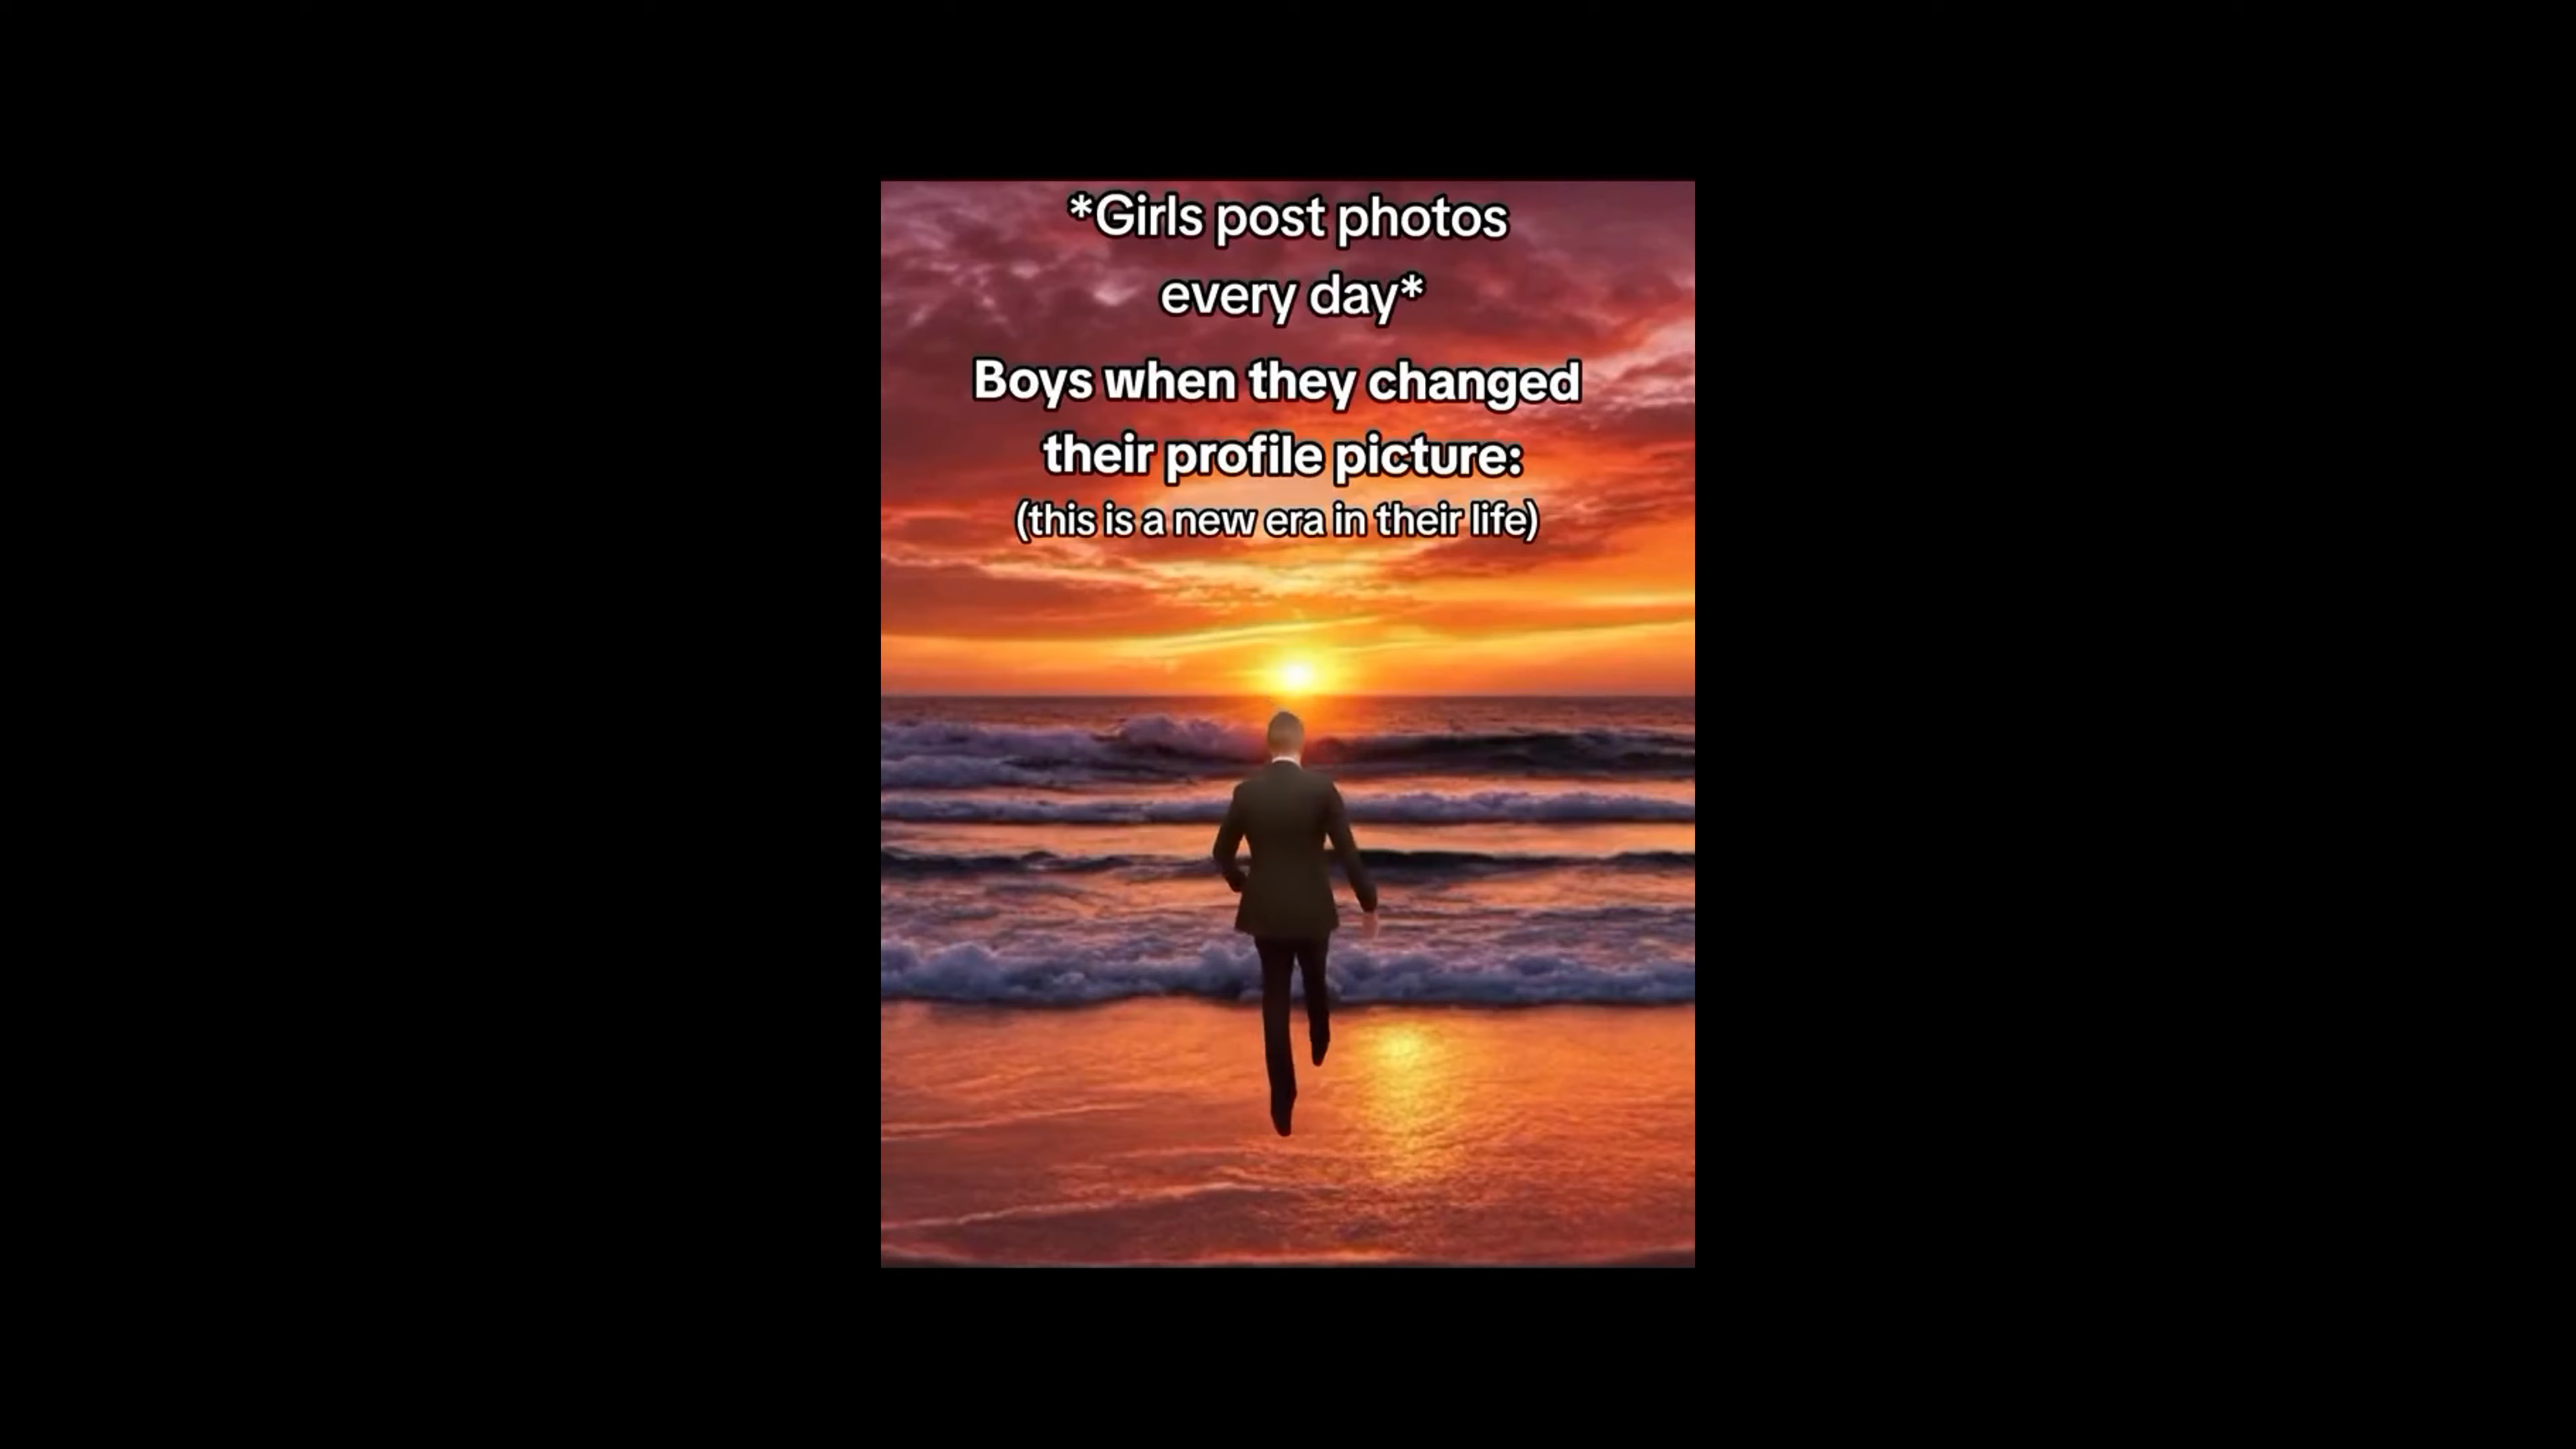 *Girls post photos
every day*
Boys when they changed
their profile picture:
(this is a new era in their life)